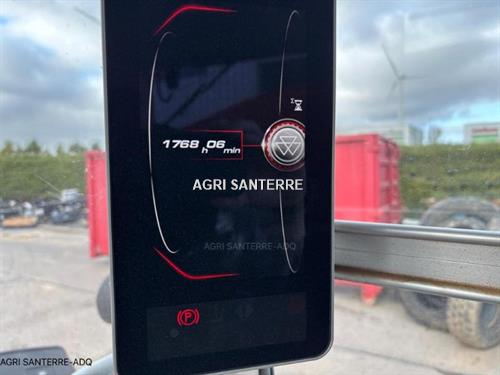 1768 h 06 min
AGRI SANTERRE
AGRI SANTERRE-ADQ
P
AGRI SANTERRE-ADQ